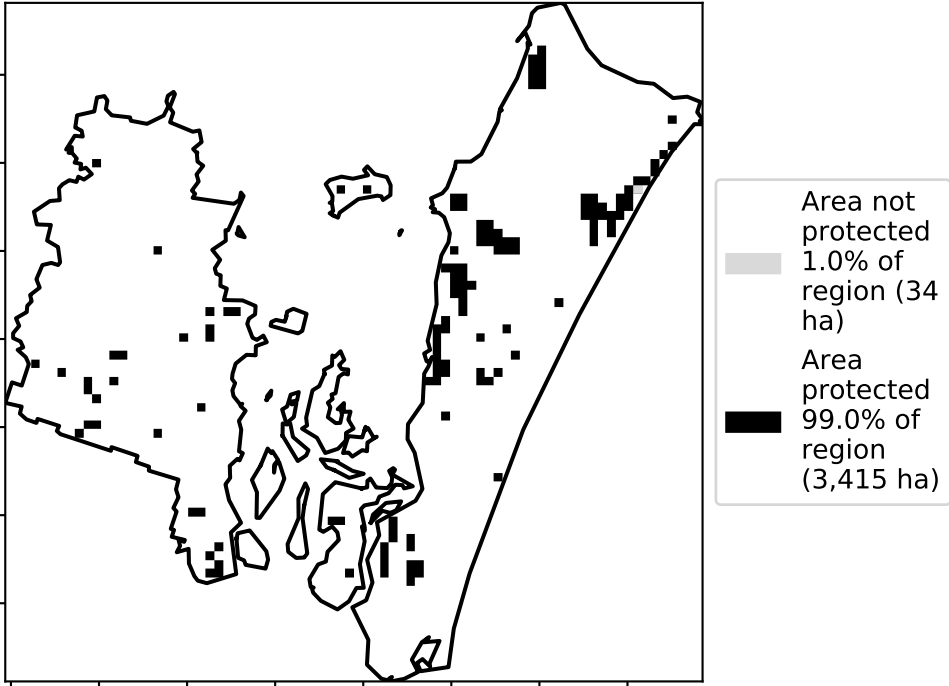 Area not
protected
1.0% of
region (34
ha)
Area
protected
99.0% of
region
(3,415 ha)